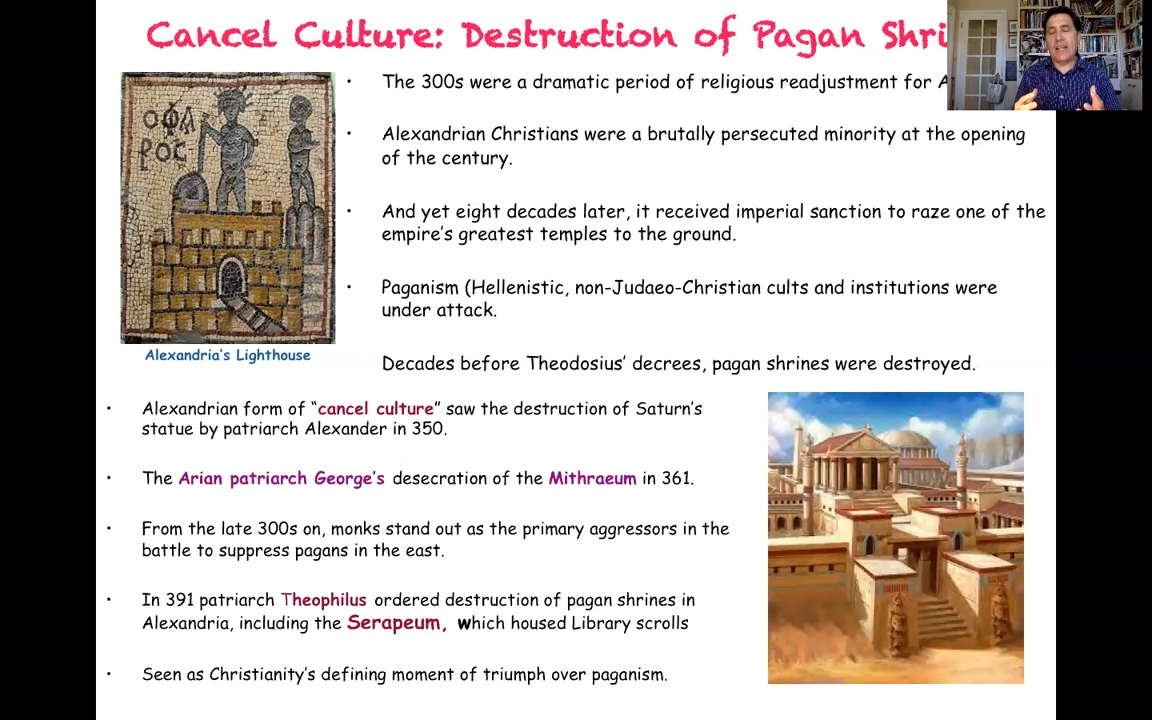 Cancel Culture: Destruction of Pagan
ΟΦΑ
ΡΟC
Alexandria's Lighthouse
• The 300s were a dramatic period of religious readjustment for
• Alexandrian Christians were a brutally persecuted minority at the opening
of the century.
• And yet eight decades later, it received imperial sanction to raze one of the
empire's greatest temples to the ground.
• Paganism (Hellenistic, non-Judaeo-Christian cults and institutions were
under attack.
Decades before Theodosius' decrees, pagan shrines were destroyed.
• Alexandrian form of “cancel culture” saw the destruction of Saturn's
statue by patriarch Alexander in 350.
• The Arian patriarch George's desecration of the Mithraeum in 361.
• From the late 300s on, monks stand out as the primary aggressors in the
battle to suppress pagans in the east.
• In 391 patriarch Theophilus ordered destruction of pagan shrines in
Alexandria, including the Serapeum, which housed Library scrolls
• Seen as Christianity's defining moment of triumph over paganism.